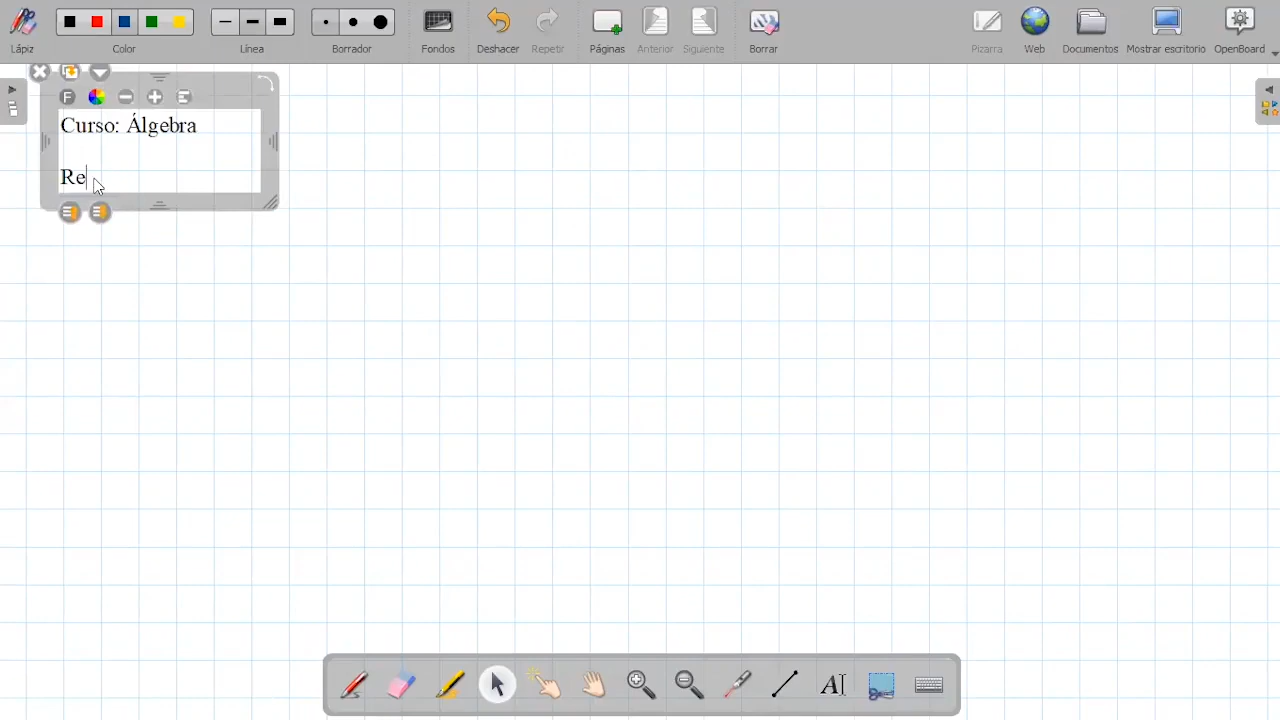 Lápiz
Color
Línea
Borrador
Fondos
Deshacer
Repetir
Páginas
Anterior
Siguiente
Borrar
Pizarra
Web
Documentos
Mostrar escritorio
OpenBoard
F
Curso: Álgebra
Re
AI